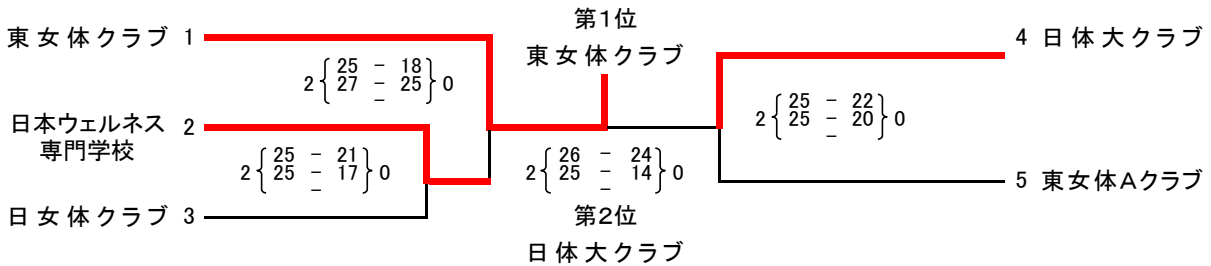 第1位
東女体クラブ
東女体クラブ 1
2 { 25 － 18 } 0
27 － 25
－
日本ウェルネス 2
専門学校
2 { 25 － 21 } 0
25 － 17
－
日女体クラブ 3
2 { 26 － 24 } 0
25 － 14
－
第2位
日体大クラブ
4 日体大クラブ
2 { 25 － 22 } 0
25 － 20
－
5 東女体Aクラブ